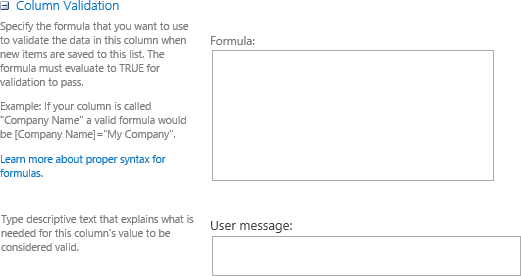 Column Validation
Specify the formula that you want to use
to validate the data in this column when
new items are saved to this list. The
formula must evaluate to TRUE for
validation to pass.
Example: If your column is called
"Company Name" a valid formula would
be [Company Name]="My Company".
Learn more about proper syntax for
formulas.
Formula:
Type descriptive text that explains what is
needed for this column's value to be
considered valid.
User message: